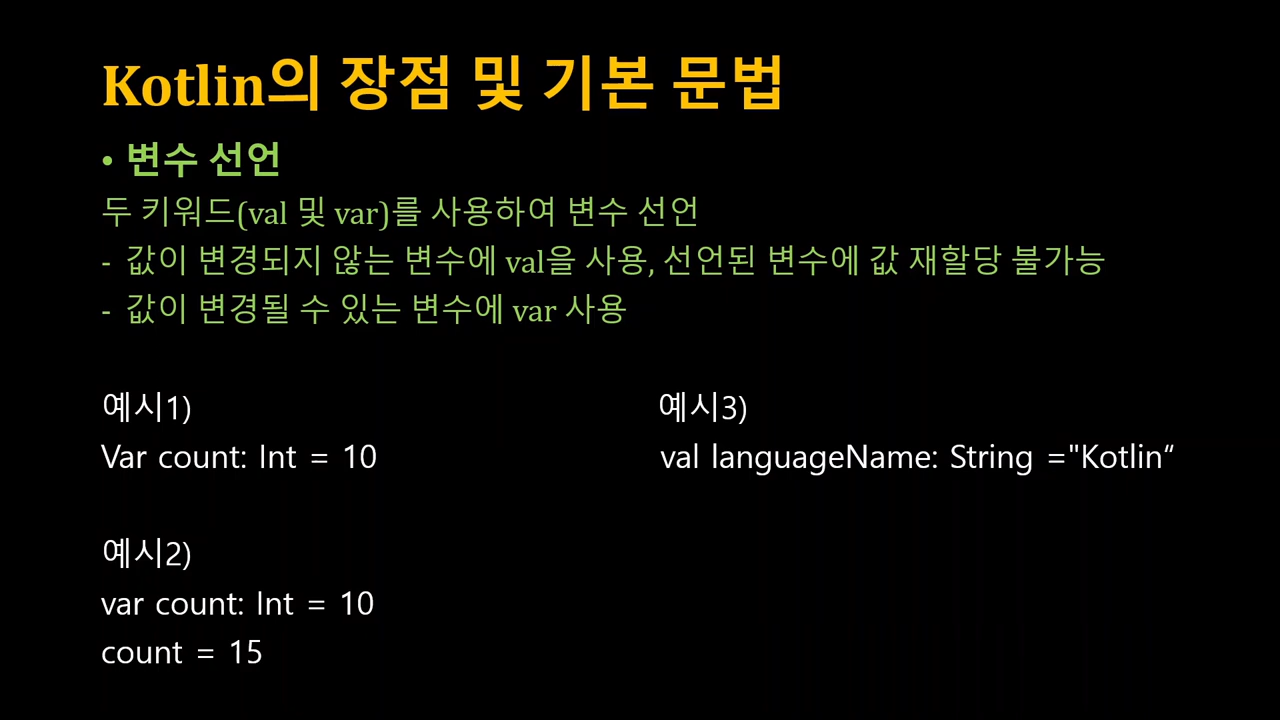 Kotlin의 장점 및 기본 문법
• 변수 선언
두 키워드(val 및 var)를 사용하여 변수 선언
- 값이 변경되지 않는 변수에 val을 사용, 선언된 변수에 값 재할당 불가능
- 값이 변경될 수 있는 변수에 var 사용
예시1)
Var count: Int = 10
예시2)
var count: Int = 10
count = 15
예시3)
val languageName: String ="Kotlin“